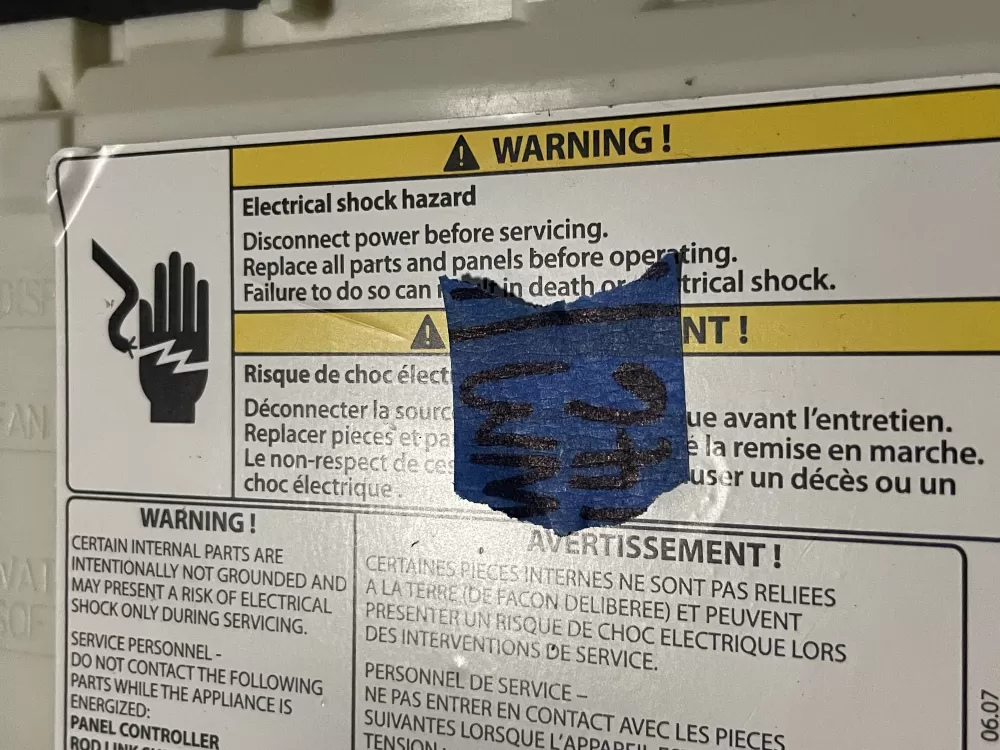 WARNING!
Electrical shock hazard
Disconnect power before servicing.
Replace all parts and panels before operating.
Failure to do so can in death or trical shock.
NT!
Risque de choc élect
Déconnecter la sourc ue avant l'entretien.
Replacer pieces et pa é la remise en marche.
Le non-respect de ces user un décès ou un
choc électrique.
WARNING!
CERTAIN INTERNAL PARTS ARE
INTENTIONALLY NOT GROUNDED AND
MAY PRESENT A RISK OF ELECTRICAL
SHOCK ONLY DURING SERVICING.
SERVICE PERSONNEL -
DO NOT CONTACT THE FOLLOWING
PARTS WHILE THE APPLIANCE IS
ENERGIZED:
PANEL CONTROLLER
AVERTISSEMENT!
CERTAINES PIECES INTERNES NE SONT PAS RELIEES
A LA TERRE (DE FACON DELIBEREE) ET PEUVENT
PRESENTER UN RISQUE DE CHOC ELECTRIQUE LORS
DES INTERVENTIONS DE SERVICE.
PERSONNEL DE SERVICE –
NE PAS ENTRER EN CONTACT AVEC LES PIECES
SUIVANTES LORSQUE L'APPAREIL
TENSION:
06.07